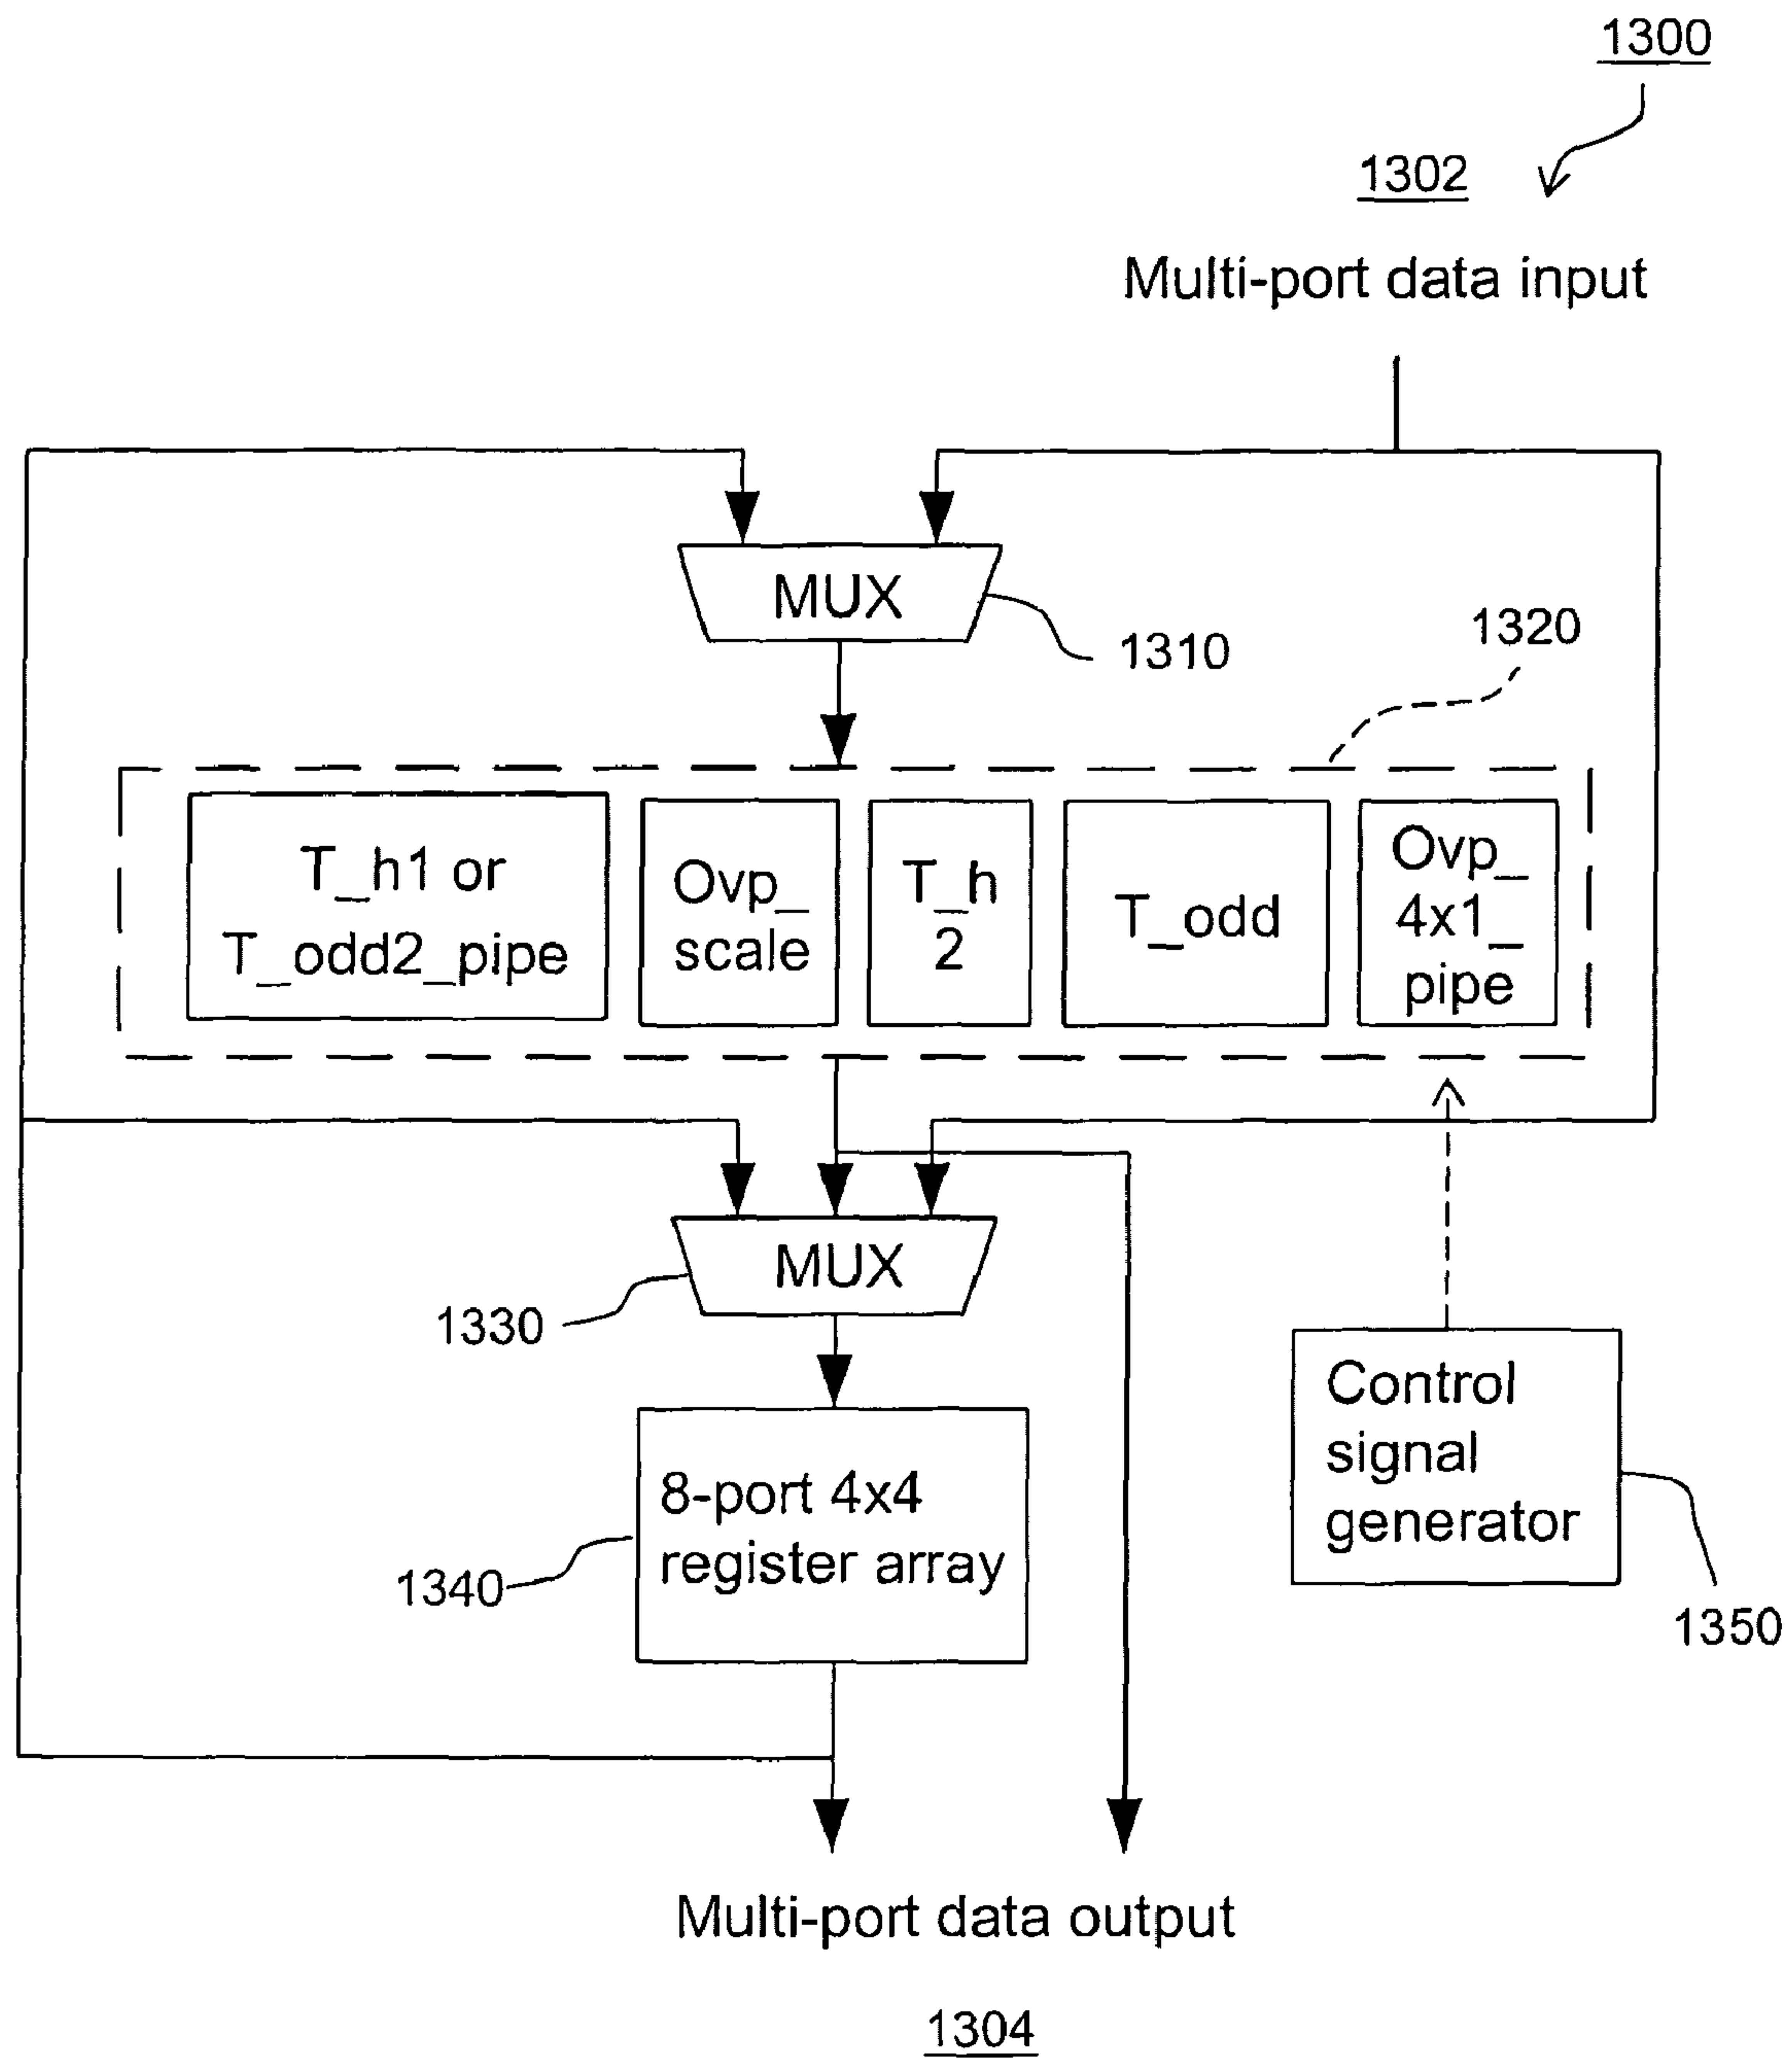 1300
1302
Multi-port data input
MUX
1310
1320
T_h1 or
T_odd2_pipe
Ovp_
scale
T_h
2
T_odd
Ovp_
4x1_
pipe
MUX
1330
8-port 4x4
register array
1340
Control
signal
generator
1350
Multi-port data output
1304